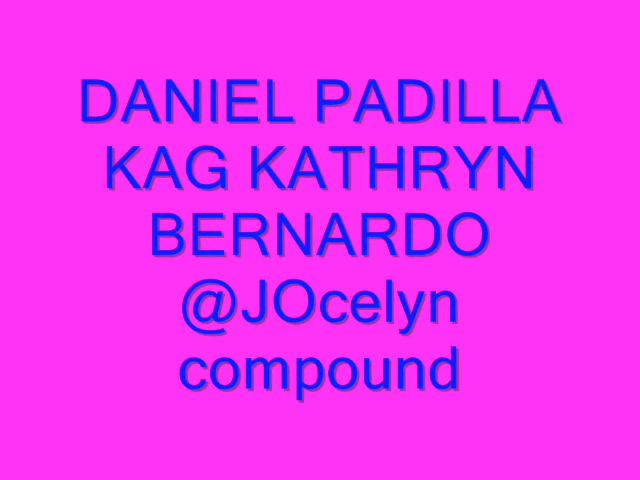 DANIEL PADILLA
KAG KATHRYN
BERNARDO
@JOcelyn
compound